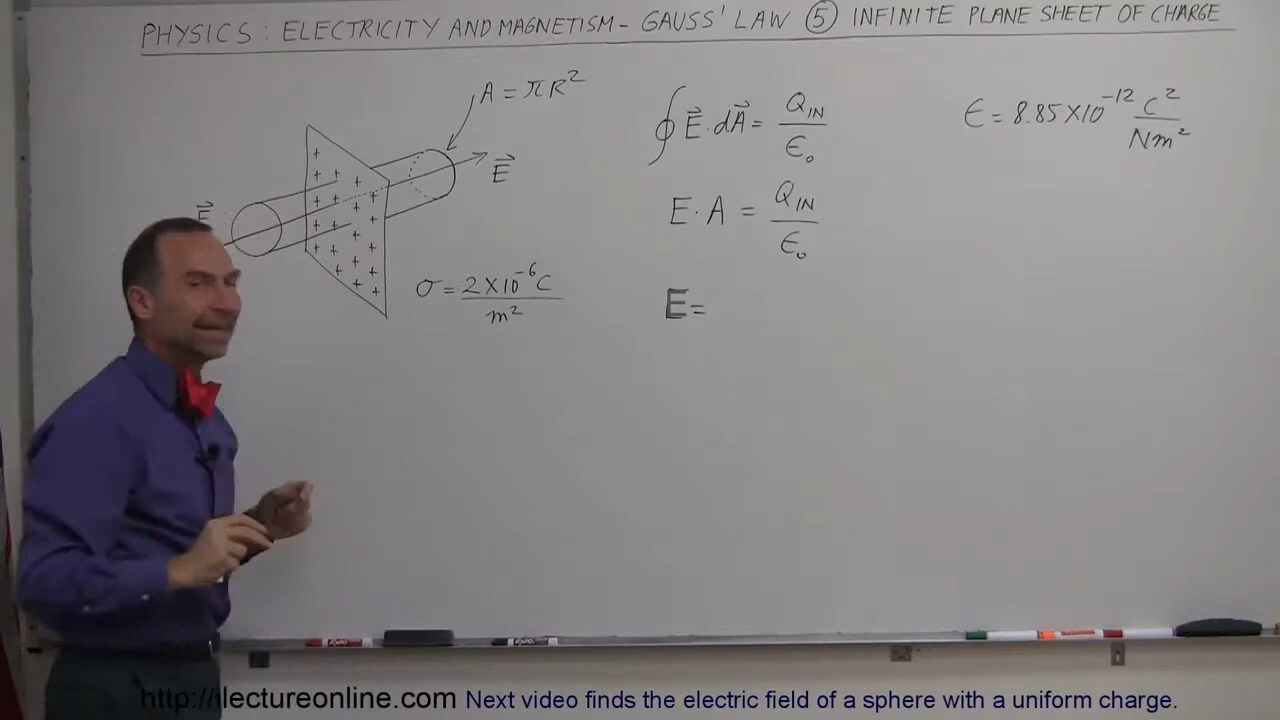 PHYSICS: ELECTRICITY AND MAGNETISM - GAUSS' LAW ⑤ INFINITE PLANE SHEET OF CHARGE
A = πR²
E⃗
E⃗
σ = 2×10⁻⁶C / m²
∮ E⃗ · dA⃗ = Q_IN / ϵ₀
E · A = Q_IN / ϵ₀
E =
ϵ = 8.85×10⁻¹² C² / Nm²
http://ilectureonline.com Next video finds the electric field of a sphere with a uniform charge.